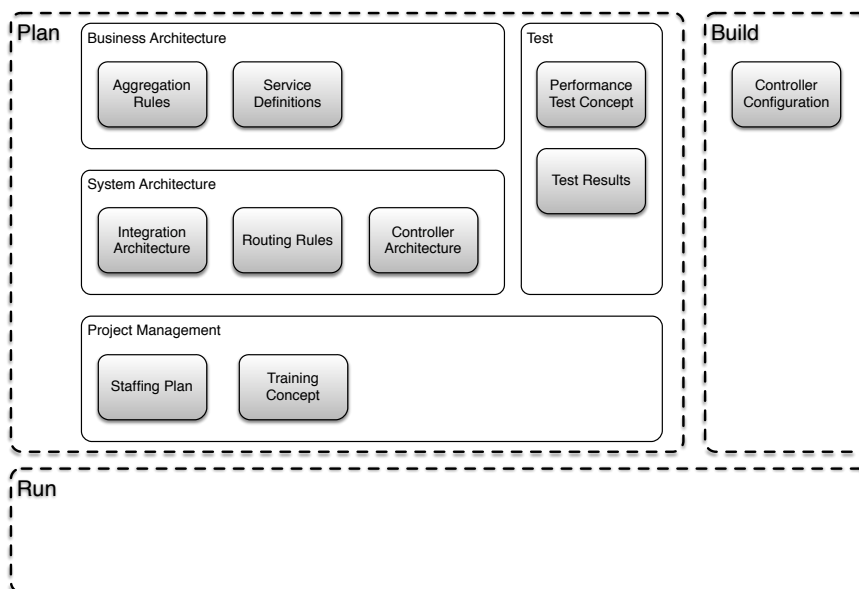 Plan
Business Architecture
Aggregation
Rules
Service
Definitions
System Architecture
Integration
Architecture
Routing Rules
Controller
Architecture
Test
Performance
Test Concept
Test Results
Project Management
Staffing Plan
Training
Concept
Build
Controller
Configuration
Run